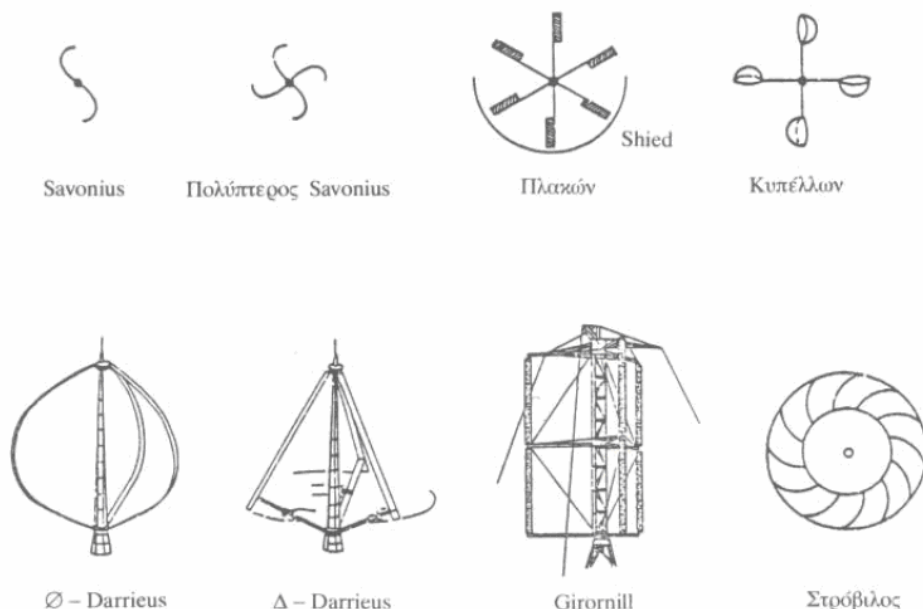 Shied
Savonius
Πολύπτερος Savonius
Πλακών
Κυπέλλων
Ø – Darrieus
Δ – Darrieus
Girornill
Στρόβιλος